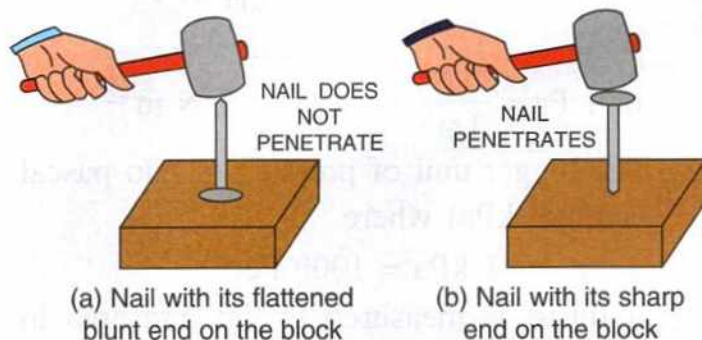 NAIL DOES
NOT
PENETRATE
NAIL
PENETRATES
(a) Nail with its flattened
blunt end on the block
(b) Nail with its sharp
end on the block